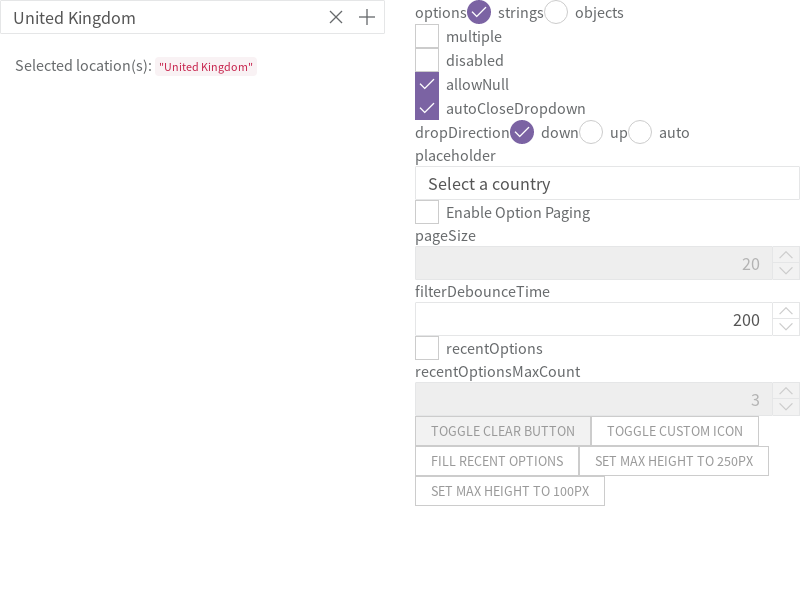 United Kingdom
Selected location(s): "United Kingdom"
options strings objects
multiple
disabled
allowNull
autoCloseDropdown
dropDirection down up auto
placeholder
Select a country
Enable Option Paging
pageSize
20
filterDebounceTime
200
recentOptions
recentOptionsMaxCount
3
TOGGLE CLEAR BUTTON TOGGLE CUSTOM ICON
FILL RECENT OPTIONS SET MAX HEIGHT TO 250PX
SET MAX HEIGHT TO 100PX